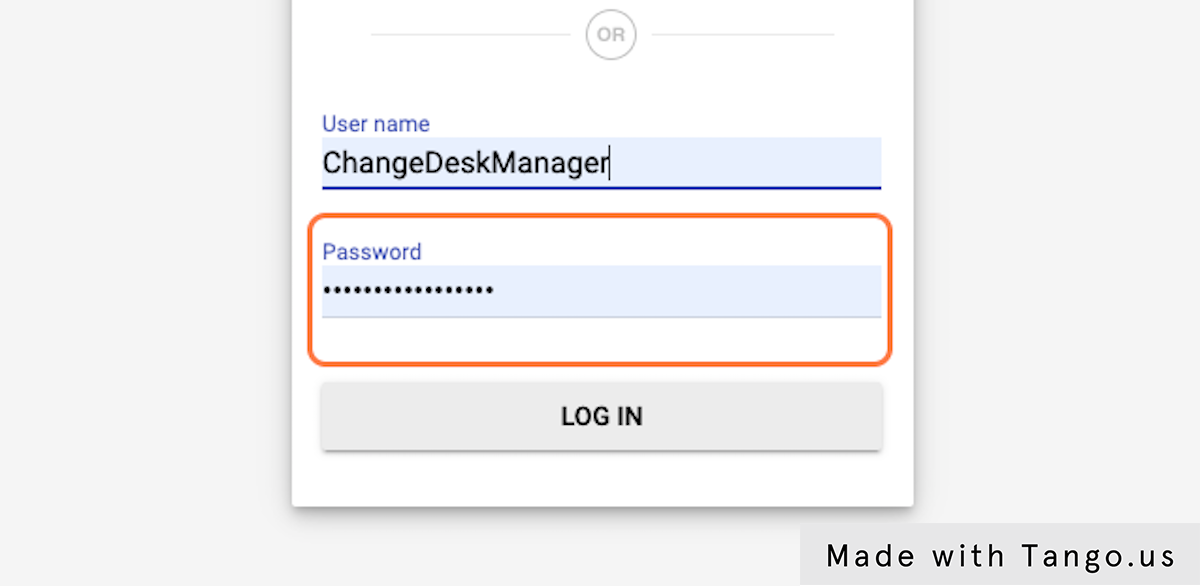 OR
User name
ChangeDeskManager
Password
•••••••••••••••••
LOG IN
Made with Tango.us